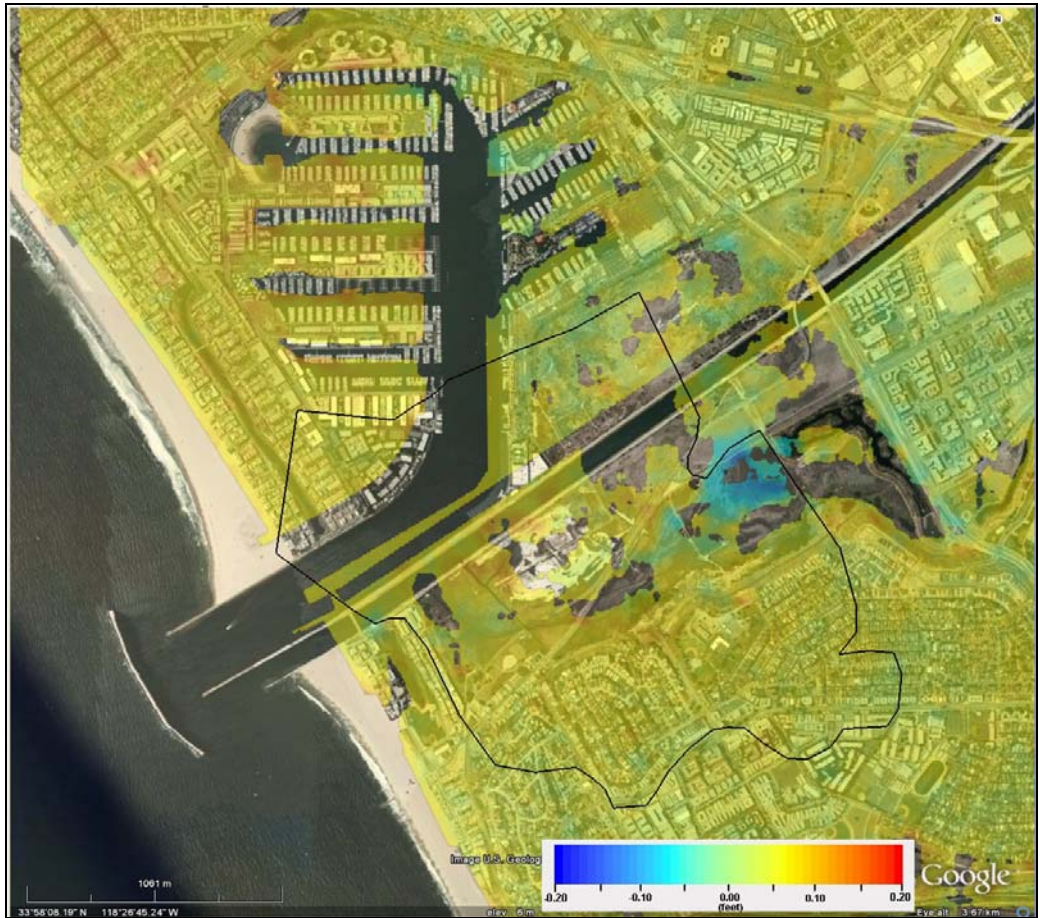 N
Image U.S. Geolog
-0.20 -0.10 0.00 0.10 0.20
(feet)
Google
1061 m
33°58'08.19" N 118°26'45.24" W
elev 6 m
Eye alt 3.67 km